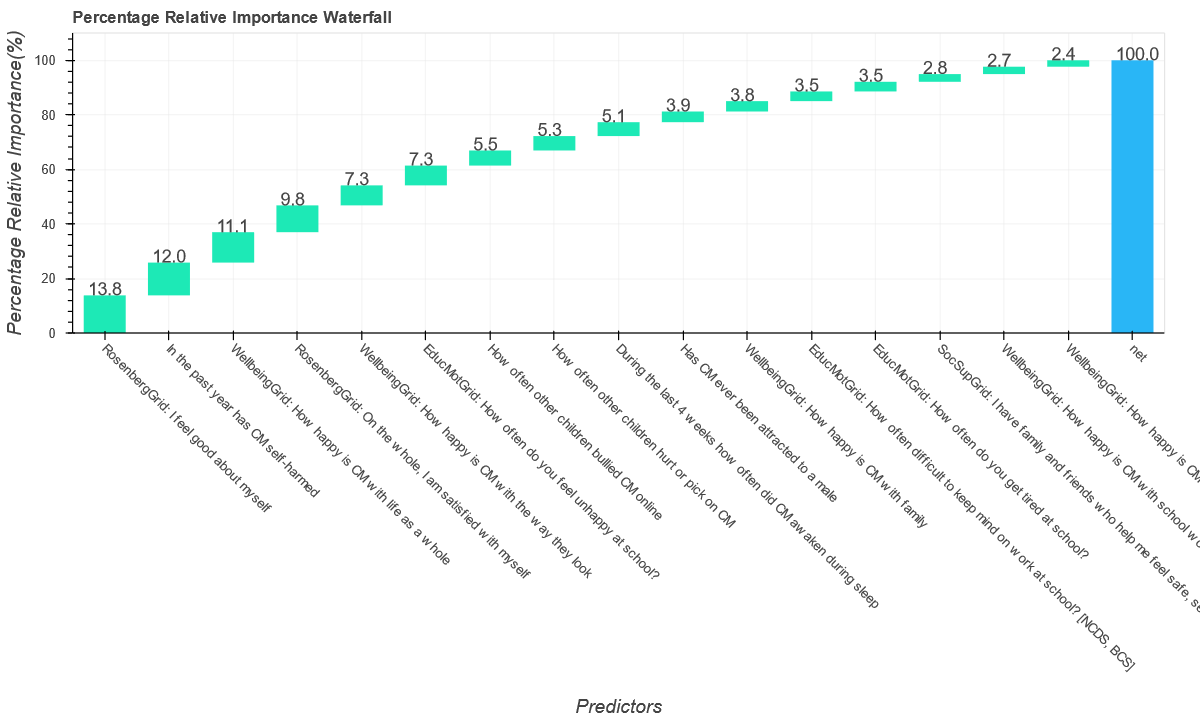 Percentage Relative Importance Waterfall
Percentage Relative Importance(%)
100
80
60
40
20
0
13.8
12.0
11.1
9.8
7.3
7.3
5.5
5.3
5.1
3.9
3.8
3.5
3.5
2.8
2.7
2.4
100.0
RosenbergGrid: I feel good about myself
In the past year has CM self-harmed
WellbeingGrid: How happy is CM with life as a whole
RosenbergGrid: On the whole, I am satisfied with myself
WellbeingGrid: How happy is CM with the way they look
EducMotGrid: How often do you feel unhappy at school?
How often other children bullied CM online
How often other children hurt or pick on CM
During the last 4 weeks how often did CM awaken during sleep
Has CM ever been attracted to a male
WellbeingGrid: How happy is CM with family
EducMotGrid: How often difficult to keep mind on work at school? [NCDS, BCS]
EducMotGrid: How often do you get tired at school?
SocSupGrid: I have family and friends who help me feel safe,
WellbeingGrid: How happy is CM with school
WellbeingGrid: How happy is CM
net
Predictors